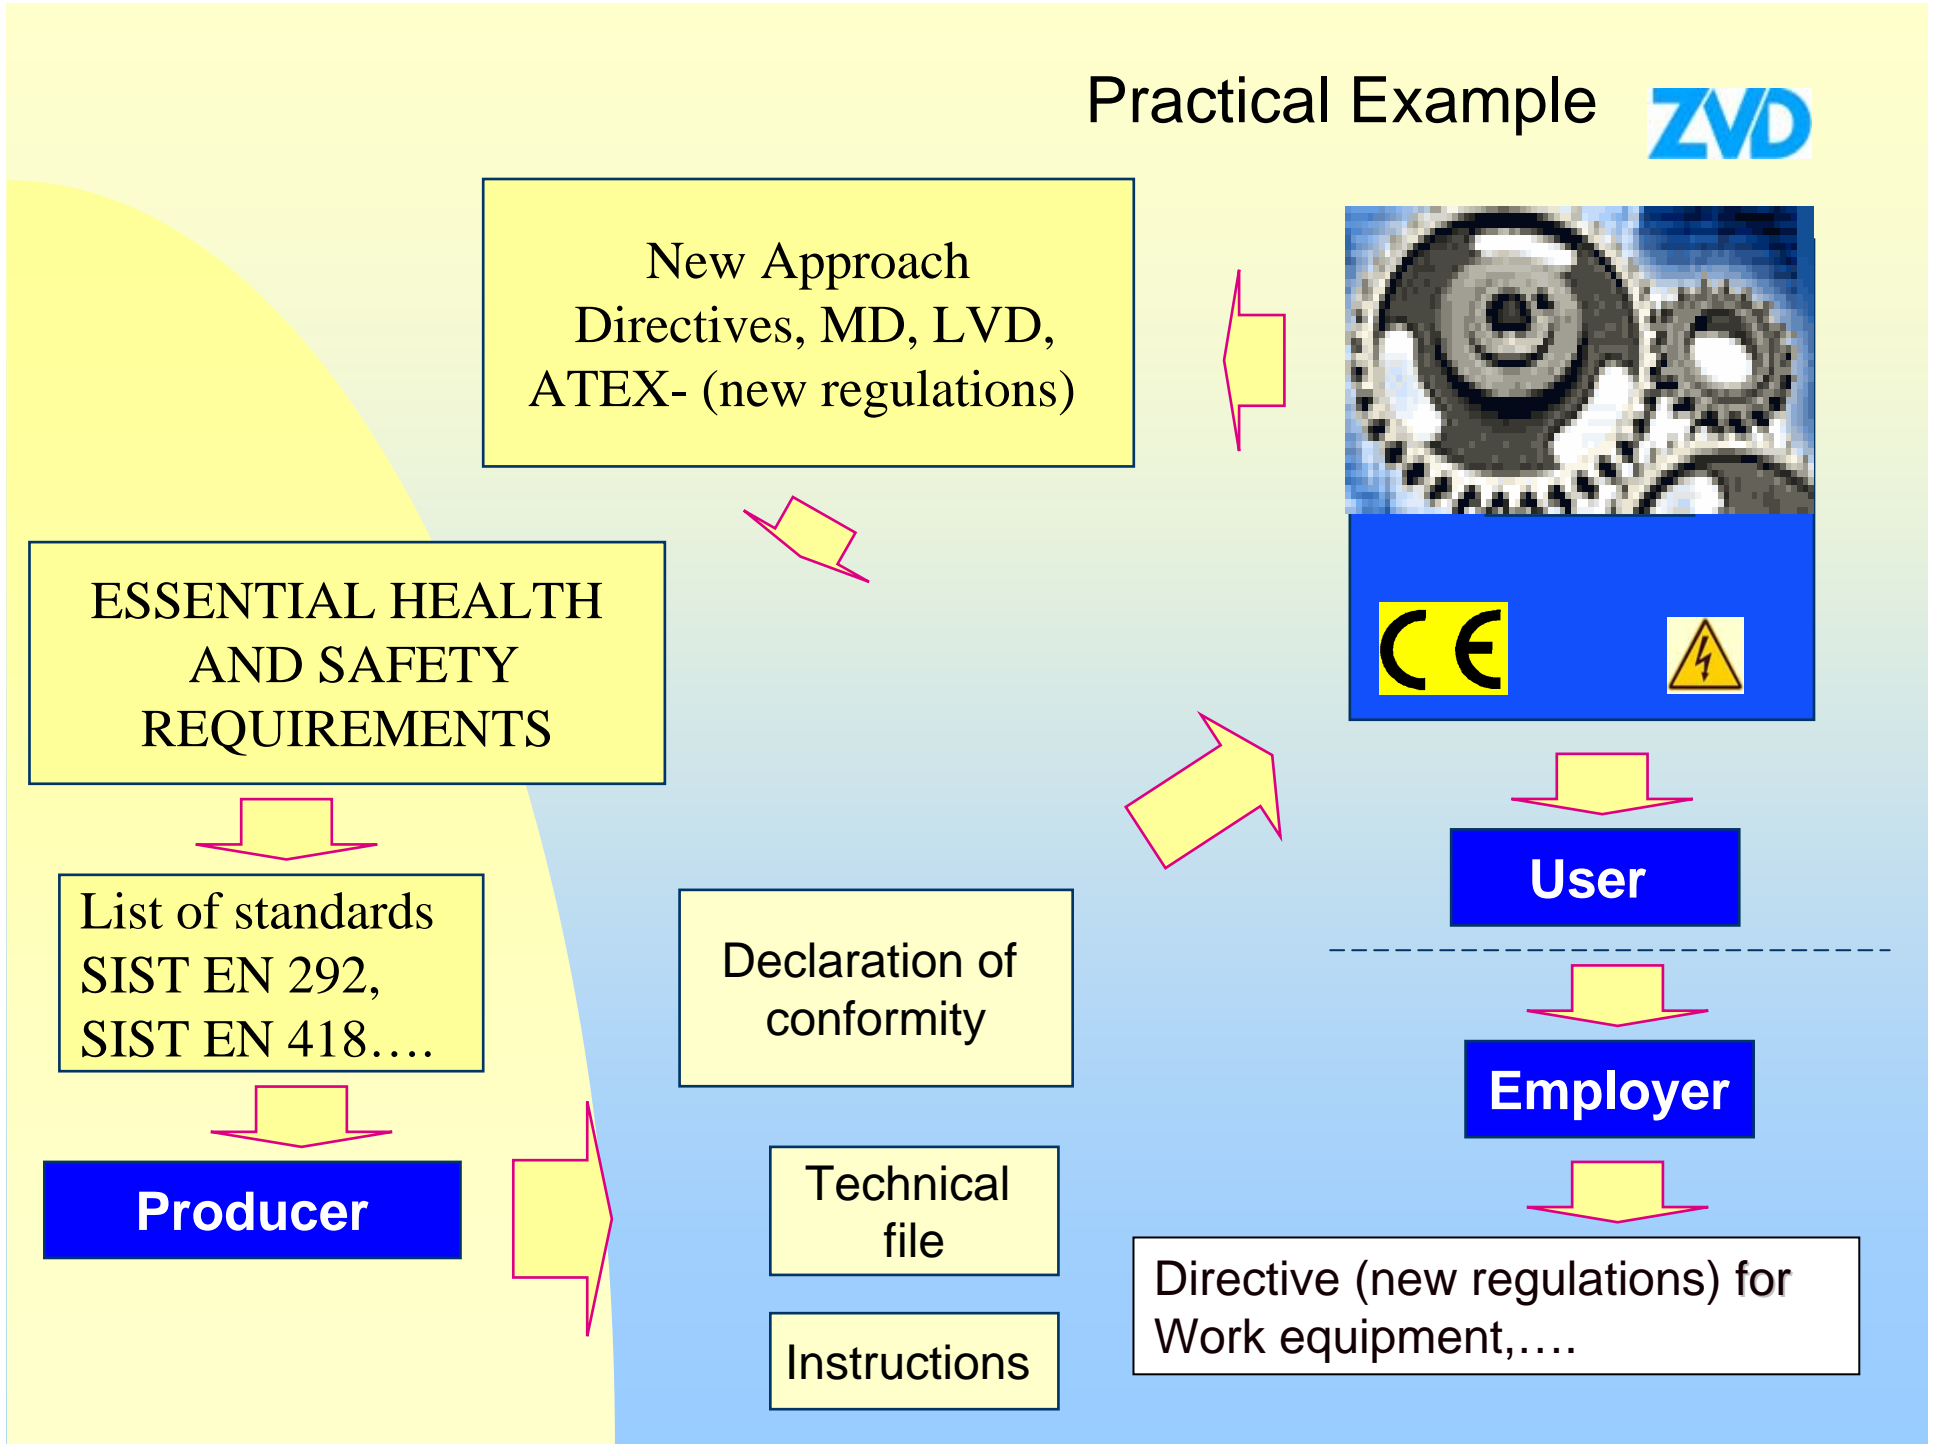 Practical Example
ZVD
New Approach
Directives, MD, LVD,
ATEX- (new regulations)
ESSENTIAL HEALTH
AND SAFETY
REQUIREMENTS
List of standards
SIST EN 292,
SIST EN 418….
Producer
Declaration of
conformity
Technical
file
Instructions
CE
User
Employer
Directive (new regulations) for
Work equipment,….